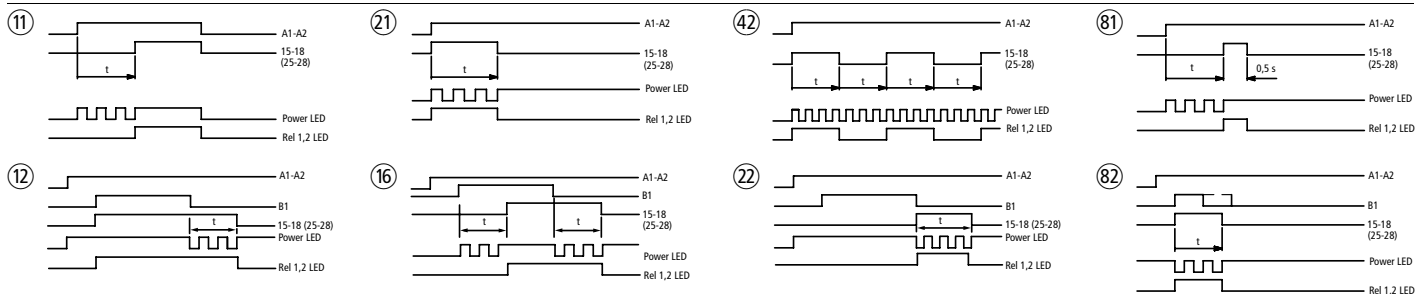 11
A1-A2
15-18
(25-28)
t
Power LED
Rel 1,2 LED
21
A1-A2
15-18
(25-28)
t
Power LED
Rel 1,2 LED
42
A1-A2
15-18
(25-28)
t t t t
Power LED
Rel 1,2 LED
81
A1-A2
15-18
(25-28)
t 0,5 s
Power LED
Rel 1,2 LED
12
A1-A2
B1
t
15-18 (25-28)
Power LED
Rel 1,2 LED
16
A1-A2
B1
t t
15-18
(25-28)
Power LED
Rel 1,2 LED
22
A1-A2
B1
t
15-18 (25-28)
Power LED
Rel 1,2 LED
82
A1-A2
B1
15-18
(25-28)
t
Power LED
Rel 1.2 LED